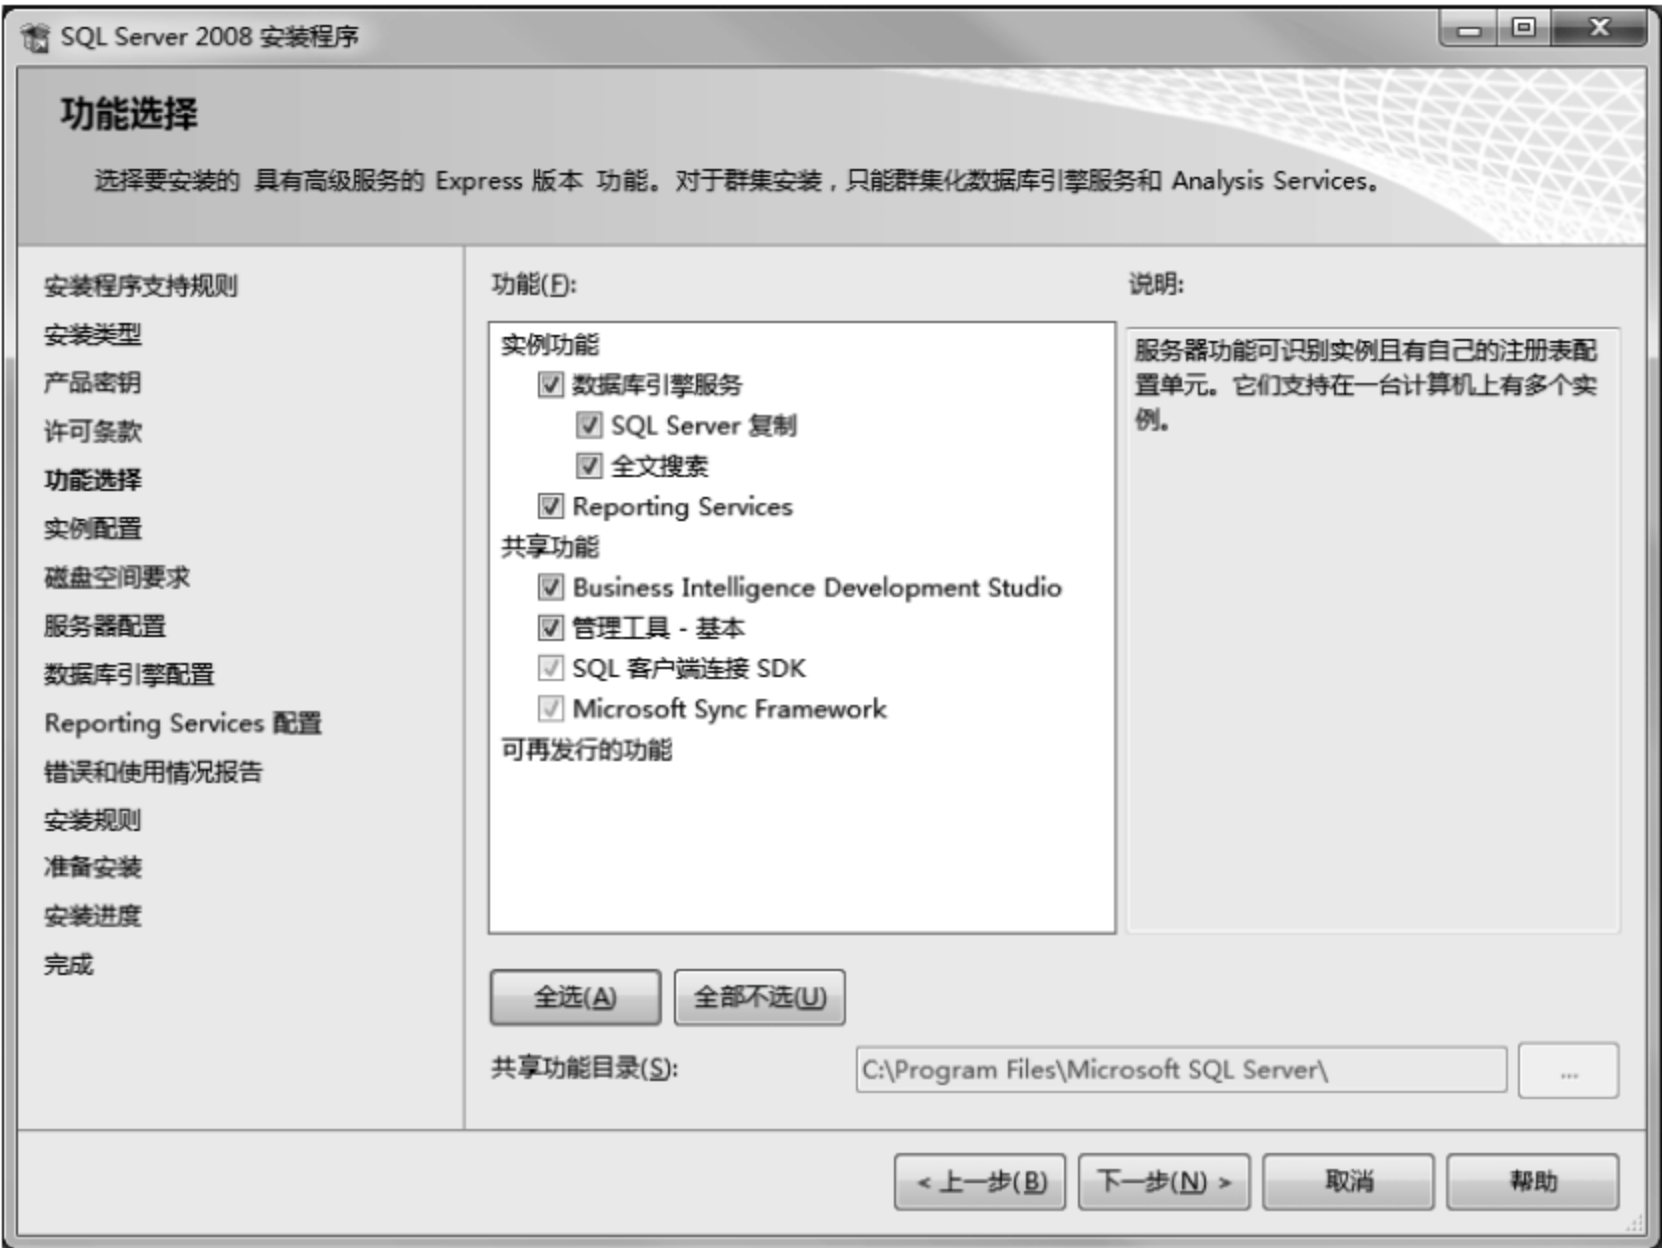 SQL Server 2008 安装程序
功能选择
选择要安装的 具有高级服务的 Express 版本 功能。对于群集安装，只能群集化数据库引擎服务和 Analysis Services。
安装程序支持规则
安装类型
产品密钥
许可条款
功能选择
实例配置
磁盘空间要求
服务器配置
数据库引擎配置
Reporting Services 配置
错误和使用情况报告
安装规则
准备安装
安装进度
完成
功能(F):
实例功能
数据库引擎服务
SQL Server 复制
全文搜索
Reporting Services
共享功能
Business Intelligence Development Studio
管理工具 - 基本
SQL 客户端连接 SDK
Microsoft Sync Framework
可再发行的功能
说明:
服务器功能可识别实例且有自己的注册表配
置单元。它们支持在一台计算机上有多个实
例。
全选(A)
全部不选(U)
共享功能目录(S):
C:\Program Files\Microsoft SQL Server\
...
< 上一步(B)
下一步(N) >
取消
帮助